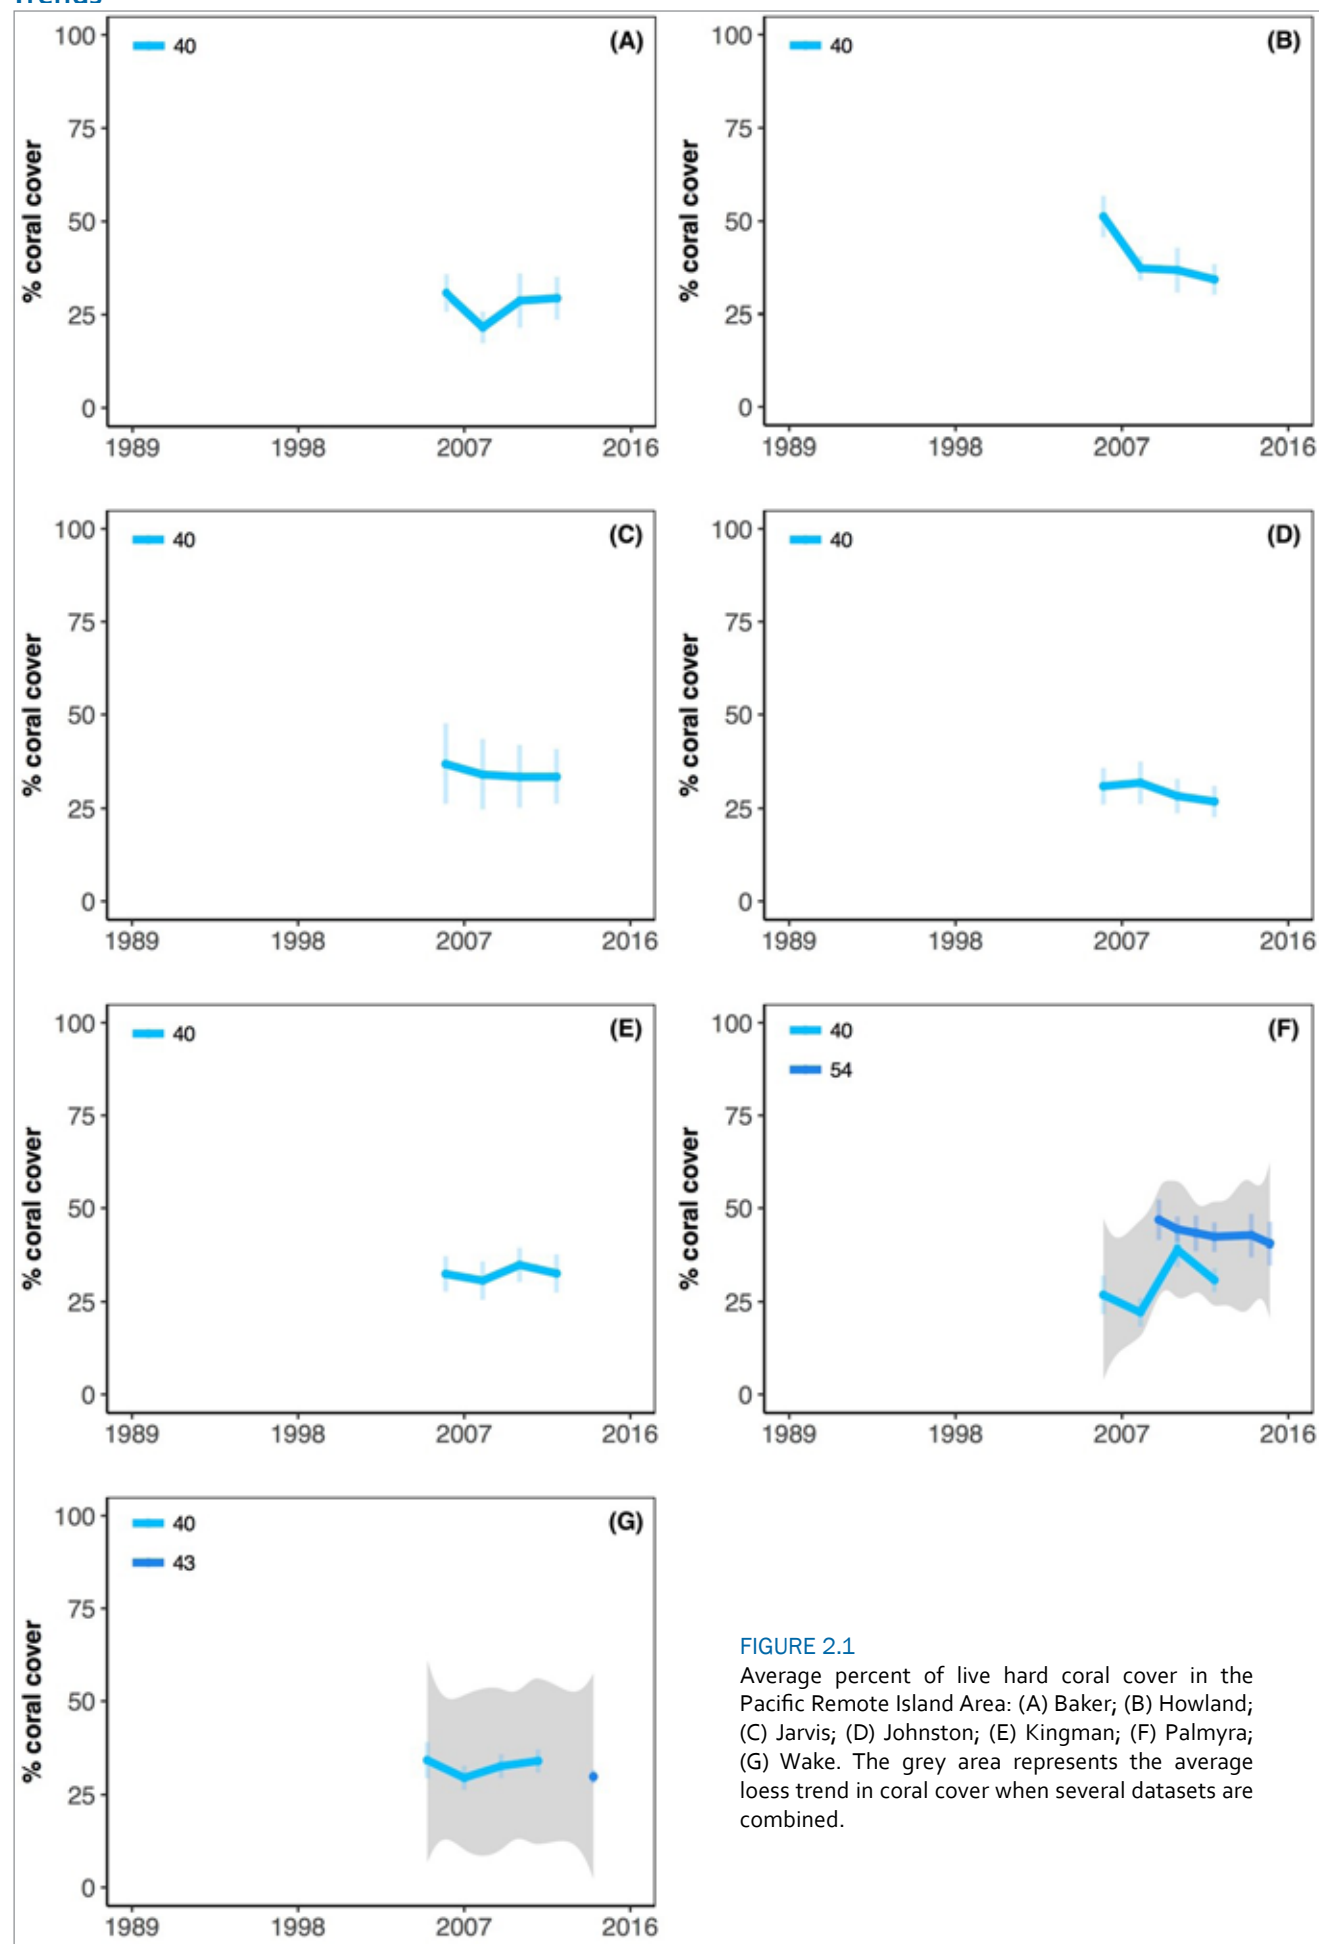 Trends
100
75
50
25
0
% coral cover
40
(A)
1989 1998 2007 2016
100
75
50
25
0
% coral cover
40
(B)
1989 1998 2007 2016
100
75
50
25
0
% coral cover
40
(C)
1989 1998 2007 2016
100
75
50
25
0
% coral cover
40
(D)
1989 1998 2007 2016
100
75
50
25
0
% coral cover
40
(E)
1989 1998 2007 2016
100
75
50
25
0
% coral cover
40
54
(F)
1989 1998 2007 2016
100
75
50
25
0
% coral cover
40
43
(G)
1989 1998 2007 2016
FIGURE 2.1
Average percent of live hard coral cover in the
Pacific Remote Island Area: (A) Baker; (B) Howland;
(C) Jarvis; (D) Johnston; (E) Kingman; (F) Palmyra;
(G) Wake. The grey area represents the average
loess trend in coral cover when several datasets are
combined.